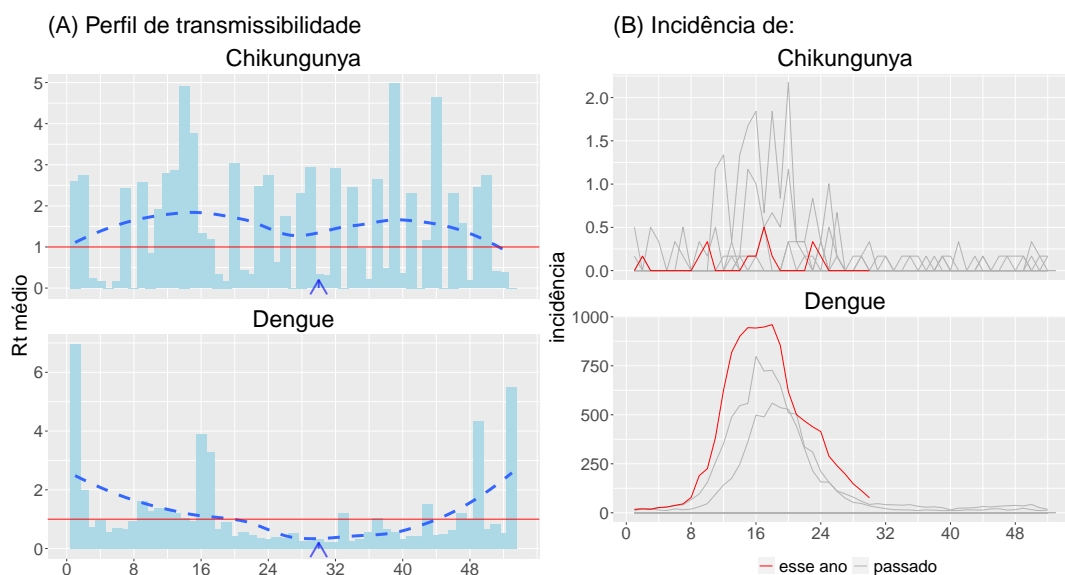 (A) Perfil de transmissibilidade
Chikungunya
5
4
3
2
1
0
Dengue
6
4
2
0
0 8 16 24 32 40 48
Rt médio
(B) Incidência de:
Chikungunya
2.0
1.5
1.0
0.5
0.0
Dengue
1000
750
500
250
0
0 8 16 24 32 40 48
incidência
esse ano passado